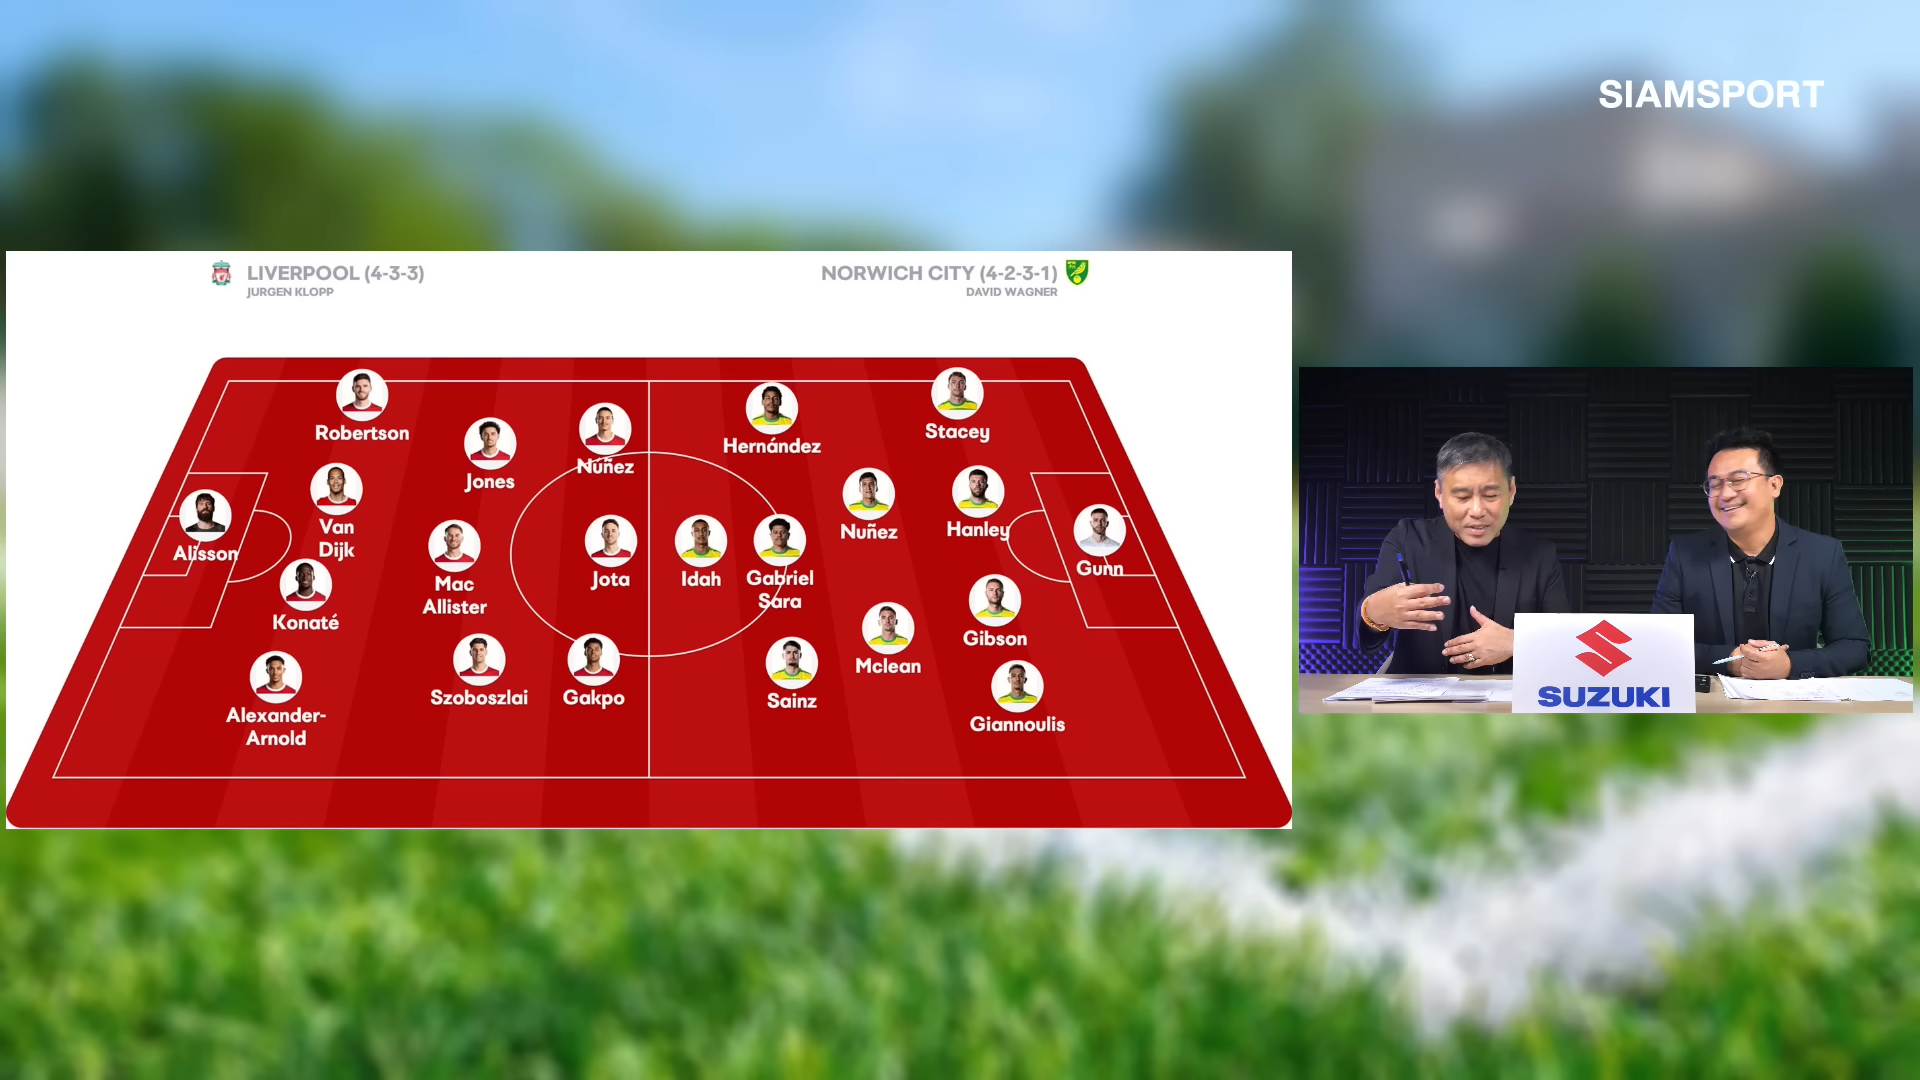 SIAMSPORT
LIVERPOOL (4-3-3)
JURGEN KLOPP
NORWICH CITY (4-2-3-1)
DAVID WAGNER
Robertson
Jones
Núñez
Hernández
Stacey
Alisson
Van
Dijk
Mac
Allister
Jota
Idah
Gabriel
Sara
Nuñez
Hanley
Gunn
Konaté
Alexander-
Arnold
Szoboszlai
Gakpo
Sainz
Mclean
Gibson
Giannoulis
SUZUKI